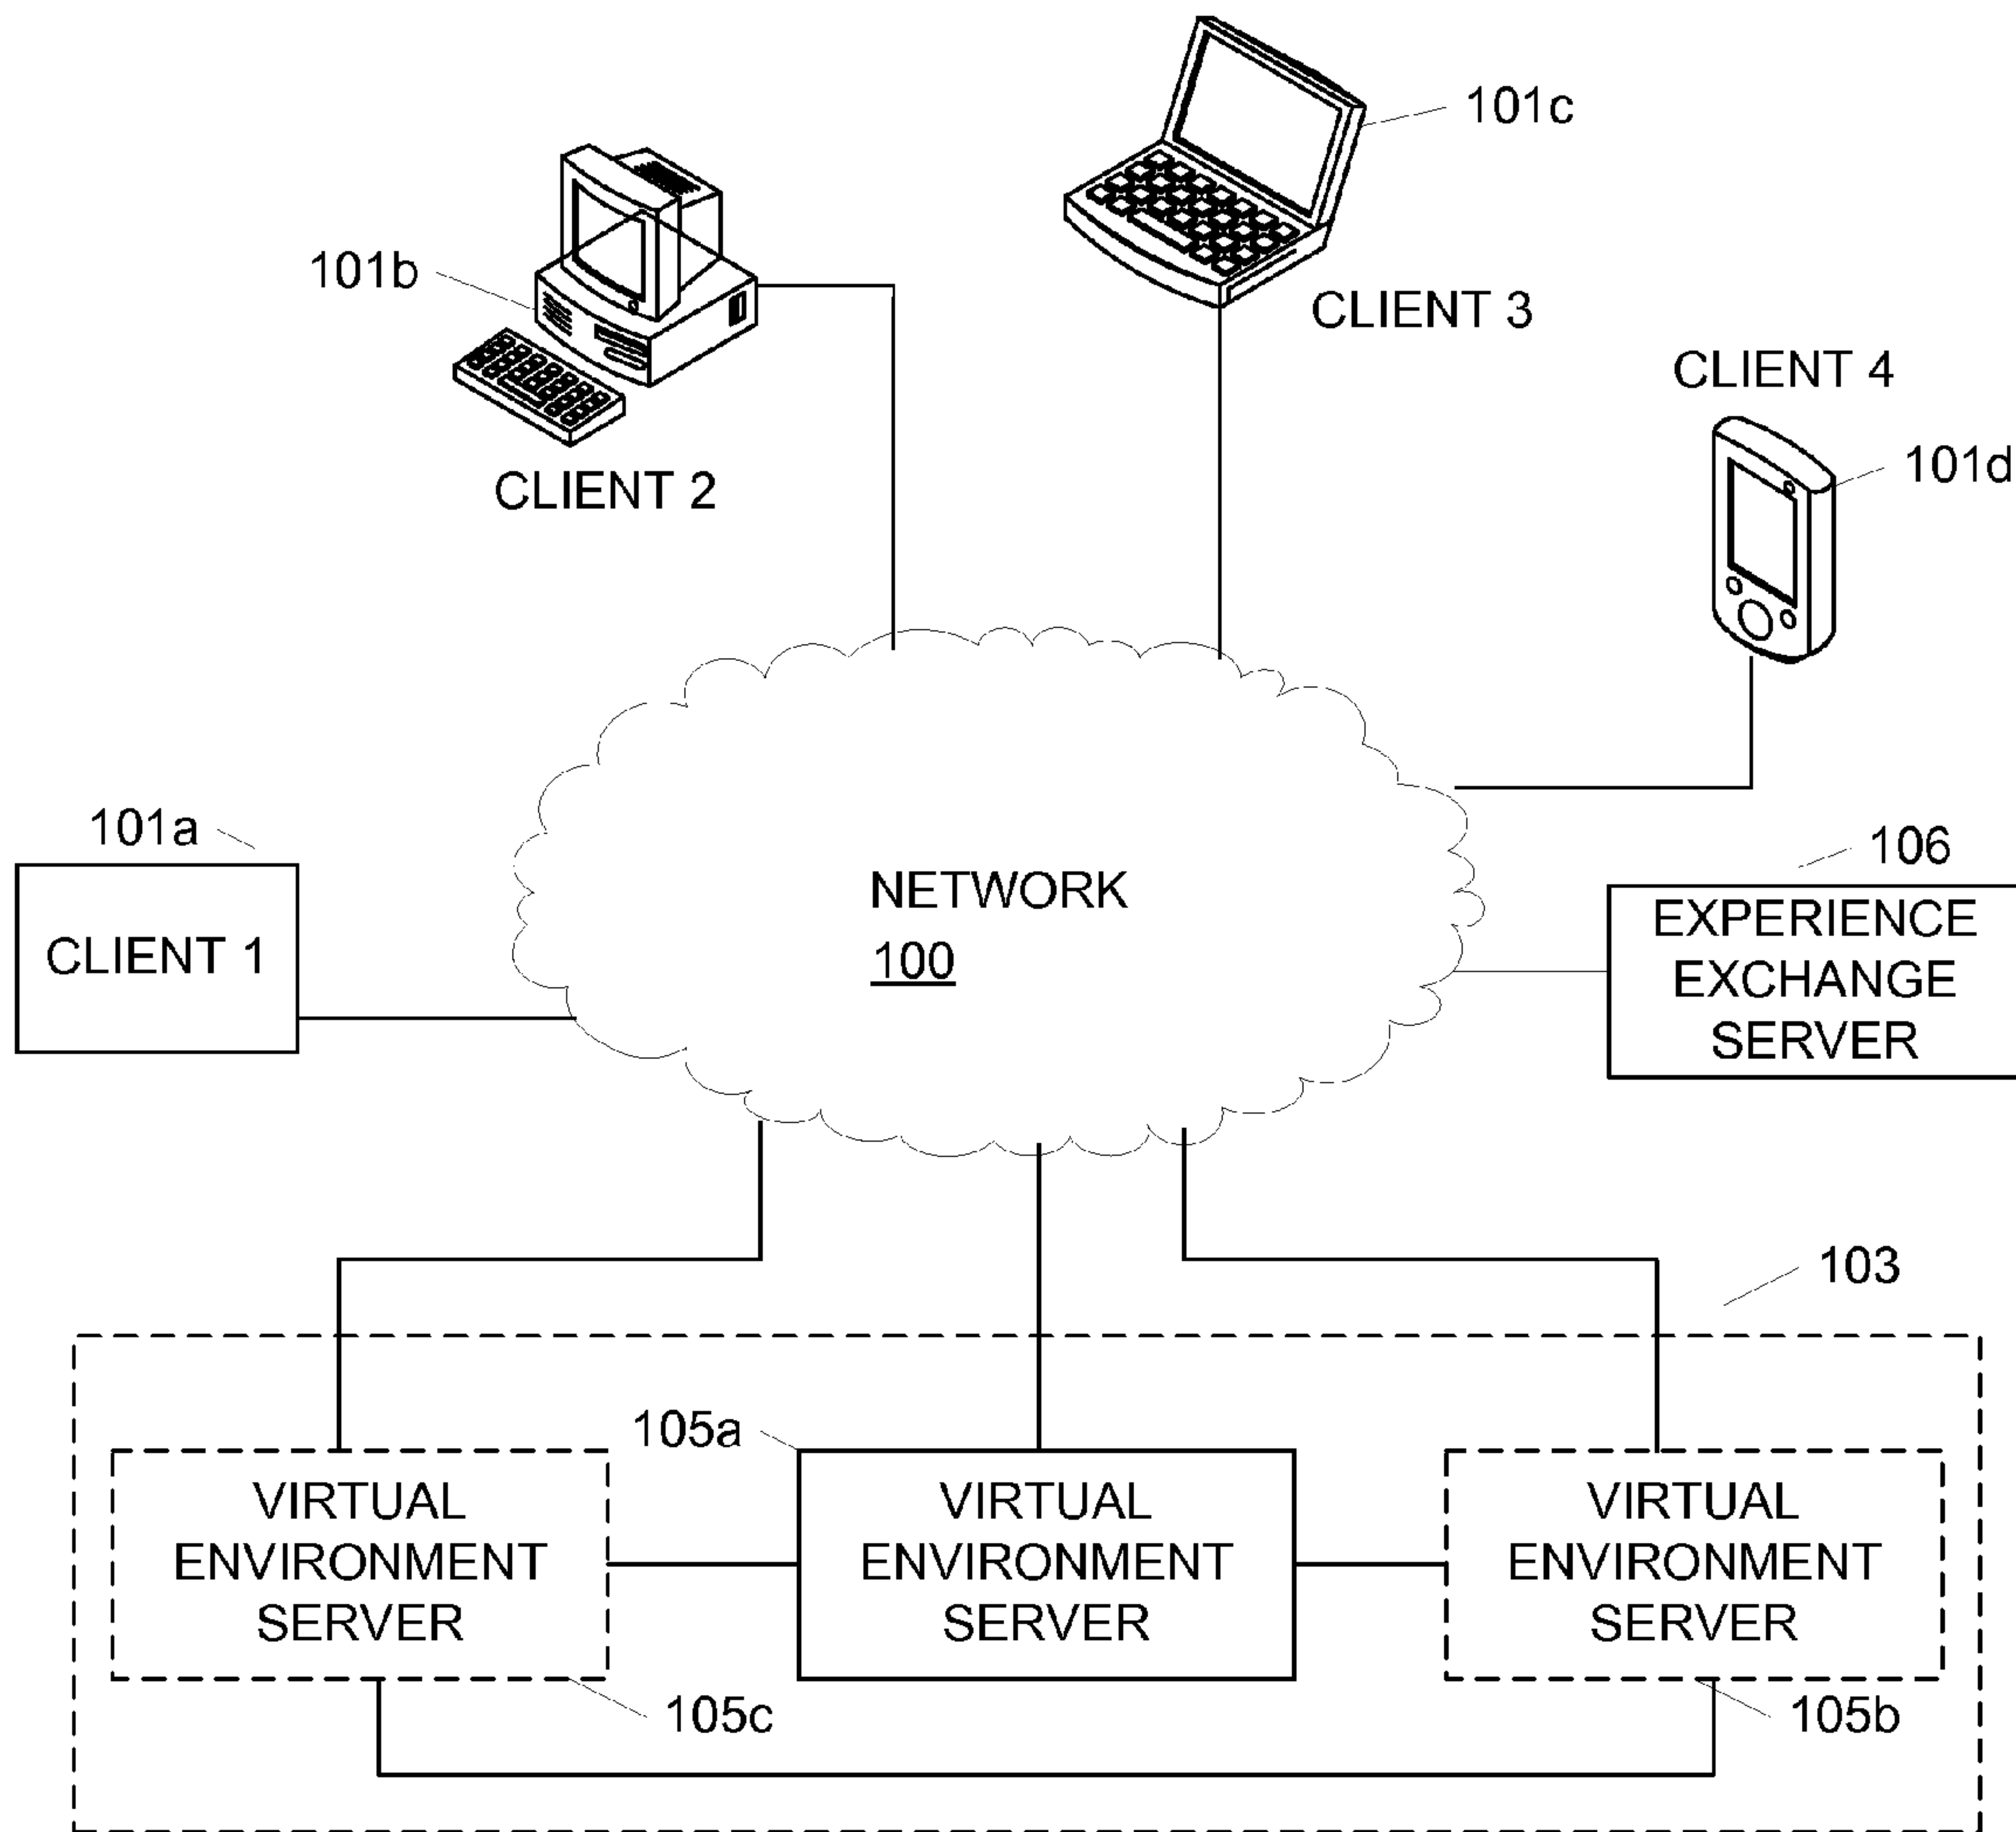 101c
101b
CLIENT 3
CLIENT 4
101d
CLIENT 2
101a
106
CLIENT 1
NETWORK
100
EXPERIENCE
EXCHANGE
SERVER
103
105a
VIRTUAL
ENVIRONMENT
SERVER
VIRTUAL
ENVIRONMENT
SERVER
VIRTUAL
ENVIRONMENT
SERVER
105c
105b